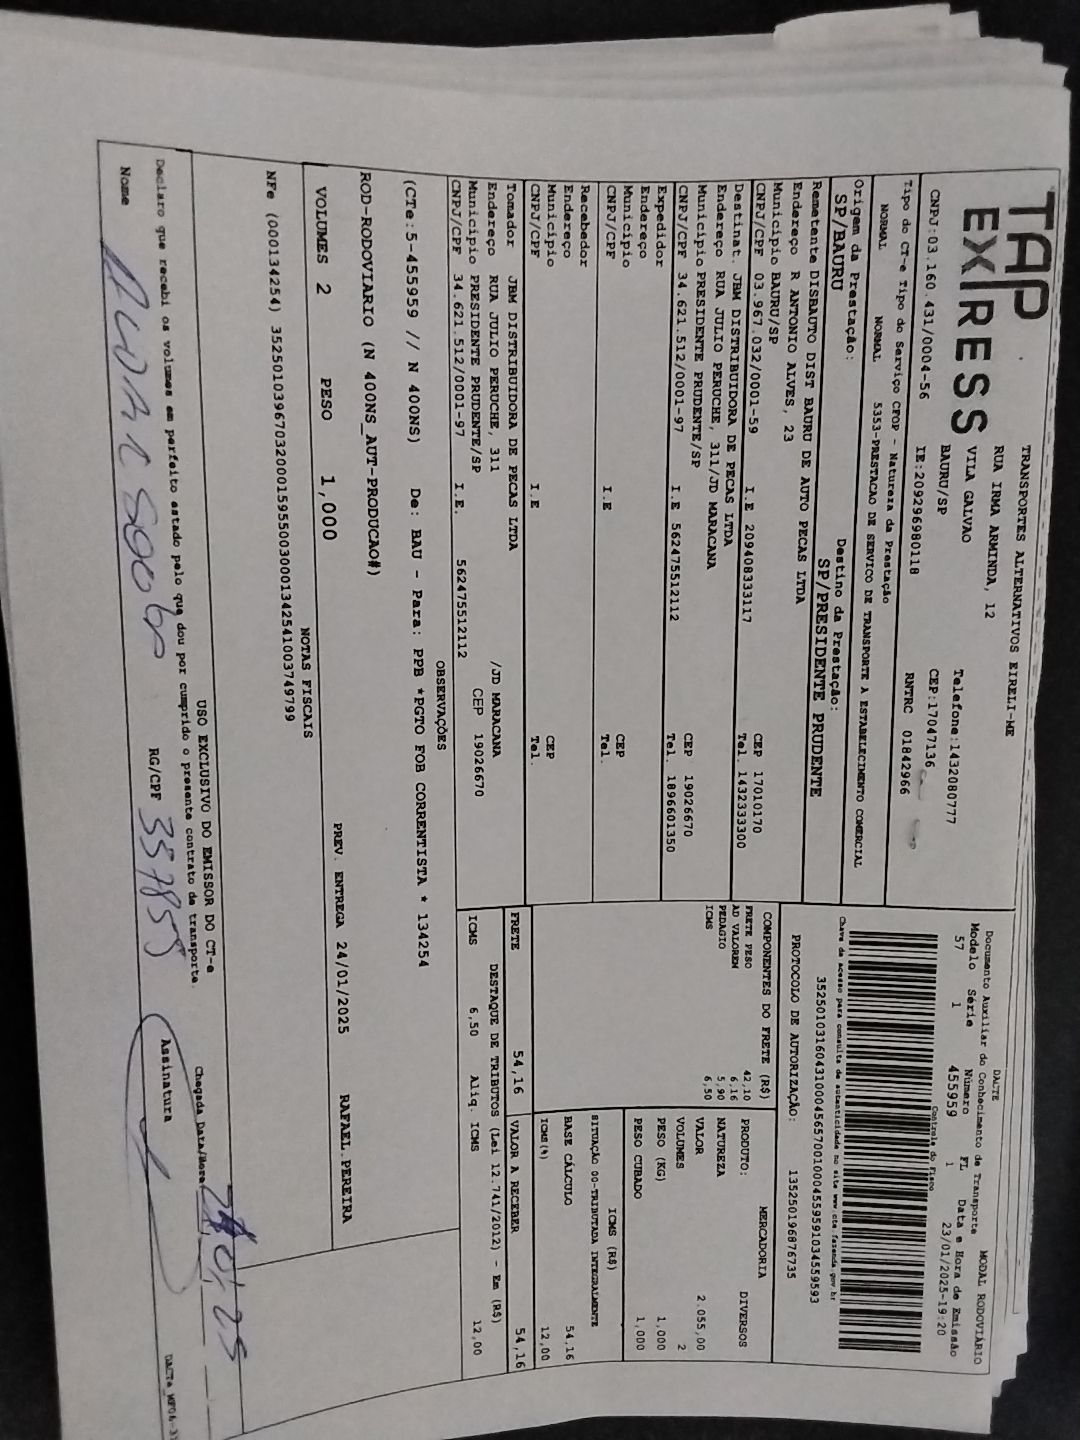 TAP
EXPRESS
TRANSPORTES ALTERNATIVOS EIRELI-ME
RUA IRMA ARMINDA, 12
VILA GALVAO
BAURU/SP
Telefone:1432080777
CEP:17047136
CNPJ:03.160.431/0004-56
IE:209296980118
RNTRC 01842966
DACTE
MODAL RODOVIÁRIO
Documento Auxiliar do Conhecimento de Transporte
Modelo Série Número FL Data e Hora de Emissão
57 1 455959 1 23/01/2025-19:20
Controle do Fisco
Chave de acesso para consulta de autenticidade no site www.cte.fazenda.gov.br
35250103160431000456570010004559591034559593
PROTOCOLO DE AUTORIZAÇÃO: 135250196876735
Tipo do CT-e Tipo do Serviço CFOP - Natureza da Prestação
NORMAL NORMAL 5353-PRESTACAO DE SERVICO DE TRANSPORTE A ESTABELECIMENTO COMERCIAL
Origem da Prestação: Destino da Prestação:
SP/BAURU SP/PRESIDENTE PRUDENTE
Remetente DISBAUTO DIST BAURU DE AUTO PECAS LTDA
Endereço R ANTONIO ALVES, 23
Municipio BAURU/SP CEP 17010170
CNPJ/CPF 03.967.032/0001-59 I.E 209408333117 Tel. 1432333300
Destinat. JBM DISTRIBUIDORA DE PECAS LTDA
Endereço RUA JULIO PERUCHE, 311/JD MARACANA
Municipio PRESIDENTE PRUDENTE/SP CEP 19026670
CNPJ/CPF 34.621.512/0001-97 I.E 562475512112 Tel. 1896601350
Expedidor
Endereço
Municipio CEP
CNPJ/CPF I.E Tel.
Recebedor
Endereço
Municipio CEP
CNPJ/CPF I.E Tel.
Tomador JBM DISTRIBUIDORA DE PECAS LTDA
Endereço RUA JULIO PERUCHE, 311 /JD MARACANA
Municipio PRESIDENTE PRUDENTE/SP CEP 19026670
CNPJ/CPF 34.621.512/0001-97 I.E. 562475512112
COMPONENTES DO FRETE (R$)
FRETE PESO 42,10
AD VALOREM 6,16
PEDAGIO 5,90
ICMS 6,50
MERCADORIA
PRODUTO: DIVERSOS
NATUREZA
VALOR 2.055,00
VOLUMES 2
PESO (KG) 1,000
PESO CUBADO 1,000
ICMS (R$)
SITUAÇÃO 00-TRIBUTADA INTEGRALMENTE
BASE CÁLCULO 54,16
ICMS(%) 12,00
FRETE 54,16 VALOR A RECEBER 54,16
DESTAQUE DE TRIBUTOS (Lei 12.741/2012) - Em (R$)
ICMS 6,50 Aliq. ICMS 12,00
OBSERVAÇÕES
(CTe:5-455959 // N 400NS) De: BAU - Para: PPB *PGTO FOB CORRENTISTA * 134254
ROD-RODOVIARIO (N 400NS_AUT-PRODUCAO#)
VOLUMES 2 PESO 1,000 PREV. ENTREGA 24/01/2025 RAFAEL.PEREIRA
NOTAS FISCAIS
NFe (000134254) 35250103967032000159550030001342541003749799
USO EXCLUSIVO DO EMISSOR DO CT-e
Declaro que recebi os volumes em perfeito estado pelo que dou por cumprido o presente contrato de transporte.
Chegada Data/Hora
Nome RG/CPF Assinatura